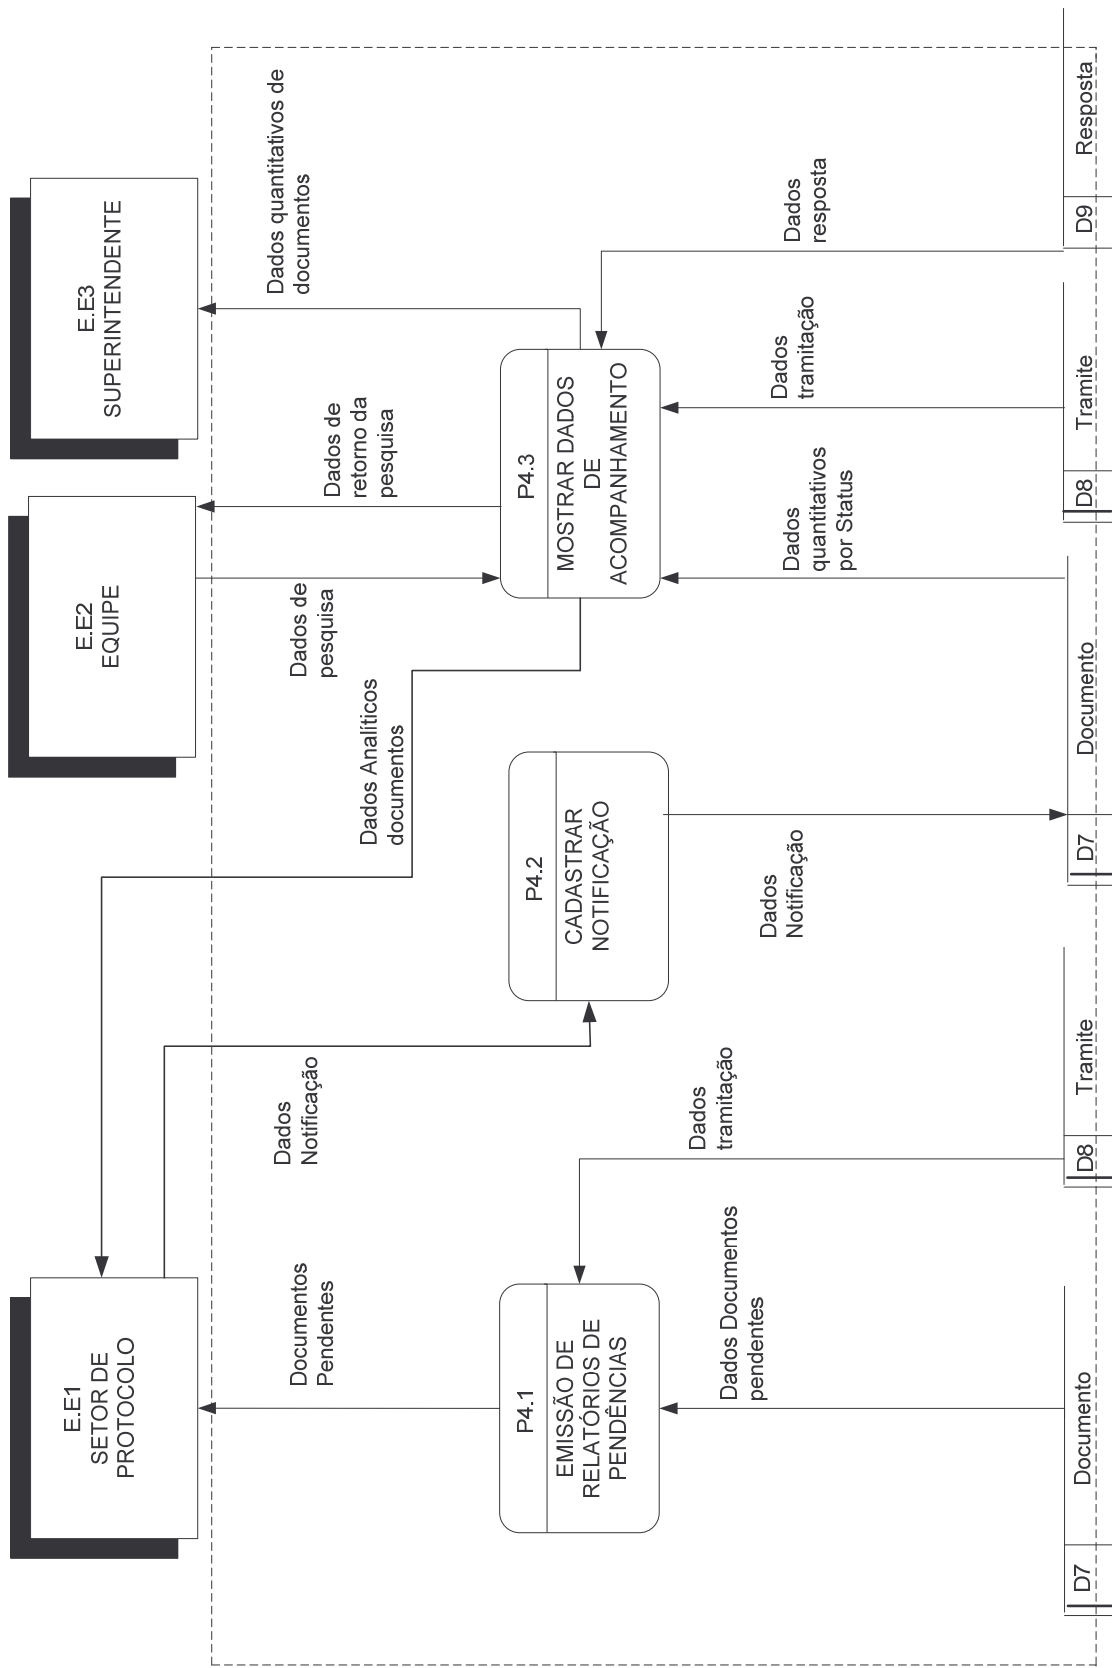 E.E1
SETOR DE
PROTOCOLO
E.E2
EQUIPE
E.E3
SUPERINTENDENTE
Documentos
Pendentes
Dados
Notificação
Dados Analíticos
documentos
Dados de
pesquisa
Dados de
retorno da
pesquisa
Dados quantitativos de
documentos
P4.1
EMISSÃO DE
RELATÓRIOS DE
PENDÊNCIAS
P4.2
CADASTRAR
NOTIFICAÇÃO
P4.3
MOSTRAR DADOS
DE
ACOMPANHAMENTO
Dados Documentos
pendentes
Dados
tramitação
Dados
Notificação
Dados
quantitativos
por Status
Dados
tramitação
Dados
resposta
D7 Documento
D8 Tramite
D7 Documento
D8 Tramite
D9 Resposta